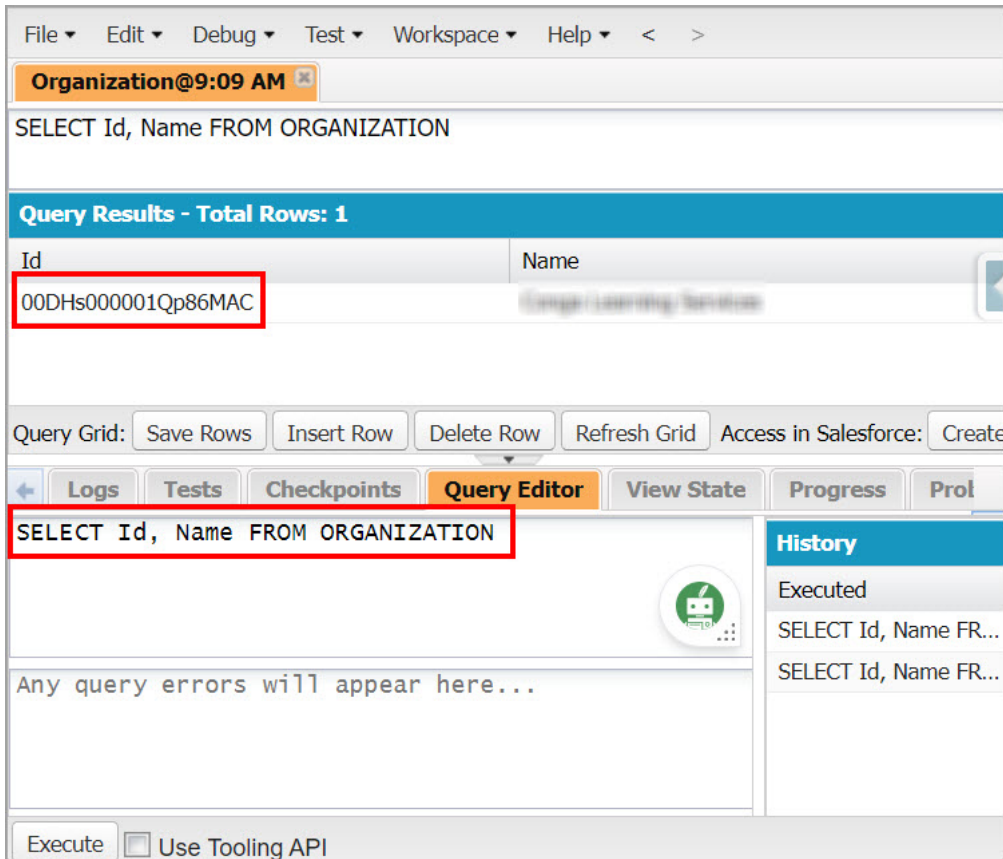 File Edit Debug Test Workspace Help < >
Organization@9:09 AM
SELECT Id, Name FROM ORGANIZATION
Query Results - Total Rows: 1
Id Name
00DHs000001Qp86MAC
Query Grid: Save Rows Insert Row Delete Row Refresh Grid Access in Salesforce: Create
Logs Tests Checkpoints Query Editor View State Progress Prob
SELECT Id, Name FROM ORGANIZATION
History
Executed
SELECT Id, Name FR...
SELECT Id, Name FR...
Any query errors will appear here...
Execute Use Tooling API